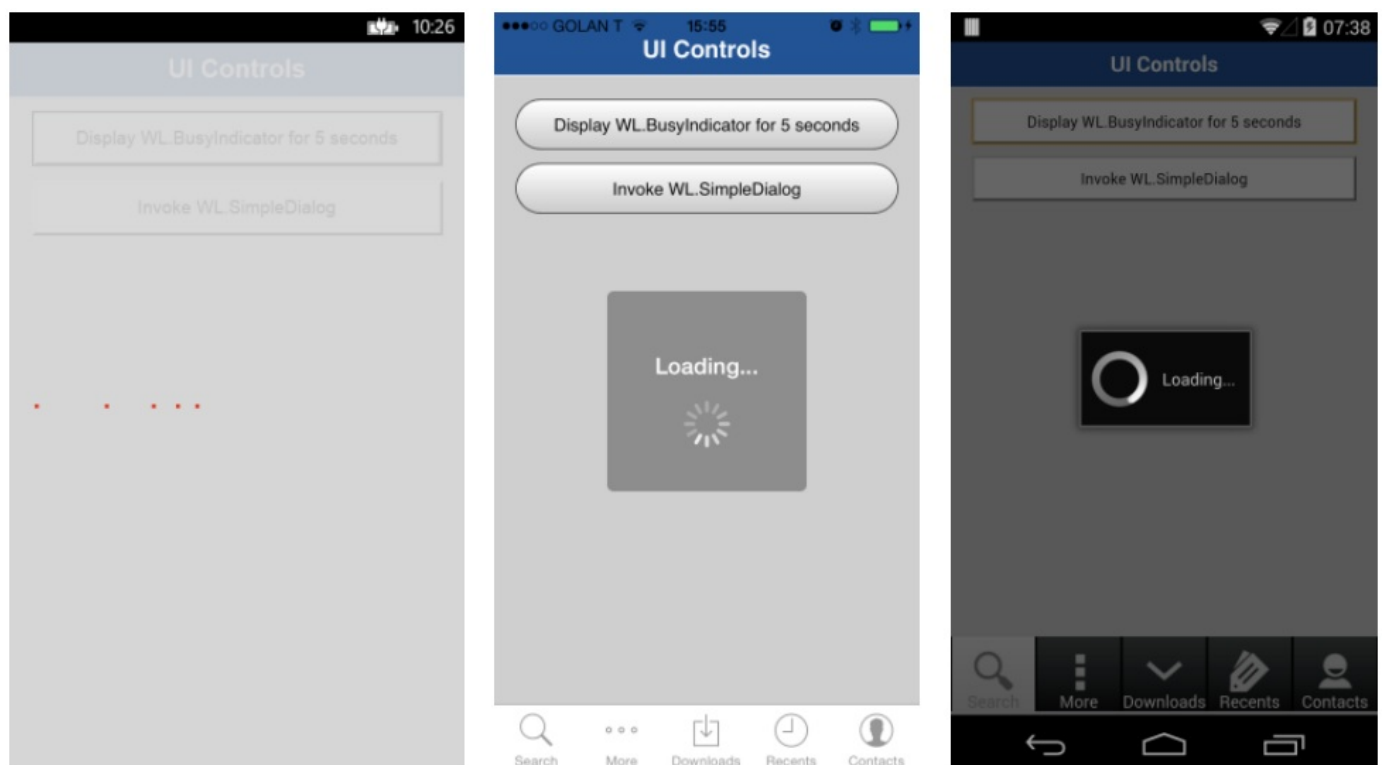 10:26
UI Controls
Display WL.BusyIndicator for 5 seconds
Invoke WL.SimpleDialog
GOLAN T 15:55
UI Controls
Display WL.BusyIndicator for 5 seconds
Invoke WL.SimpleDialog
Loading...
Search More Downloads Recents Contacts
07:38
UI Controls
Display WL.BusyIndicator for 5 seconds
Invoke WL.SimpleDialog
Loading...
Search More Downloads Recents Contacts